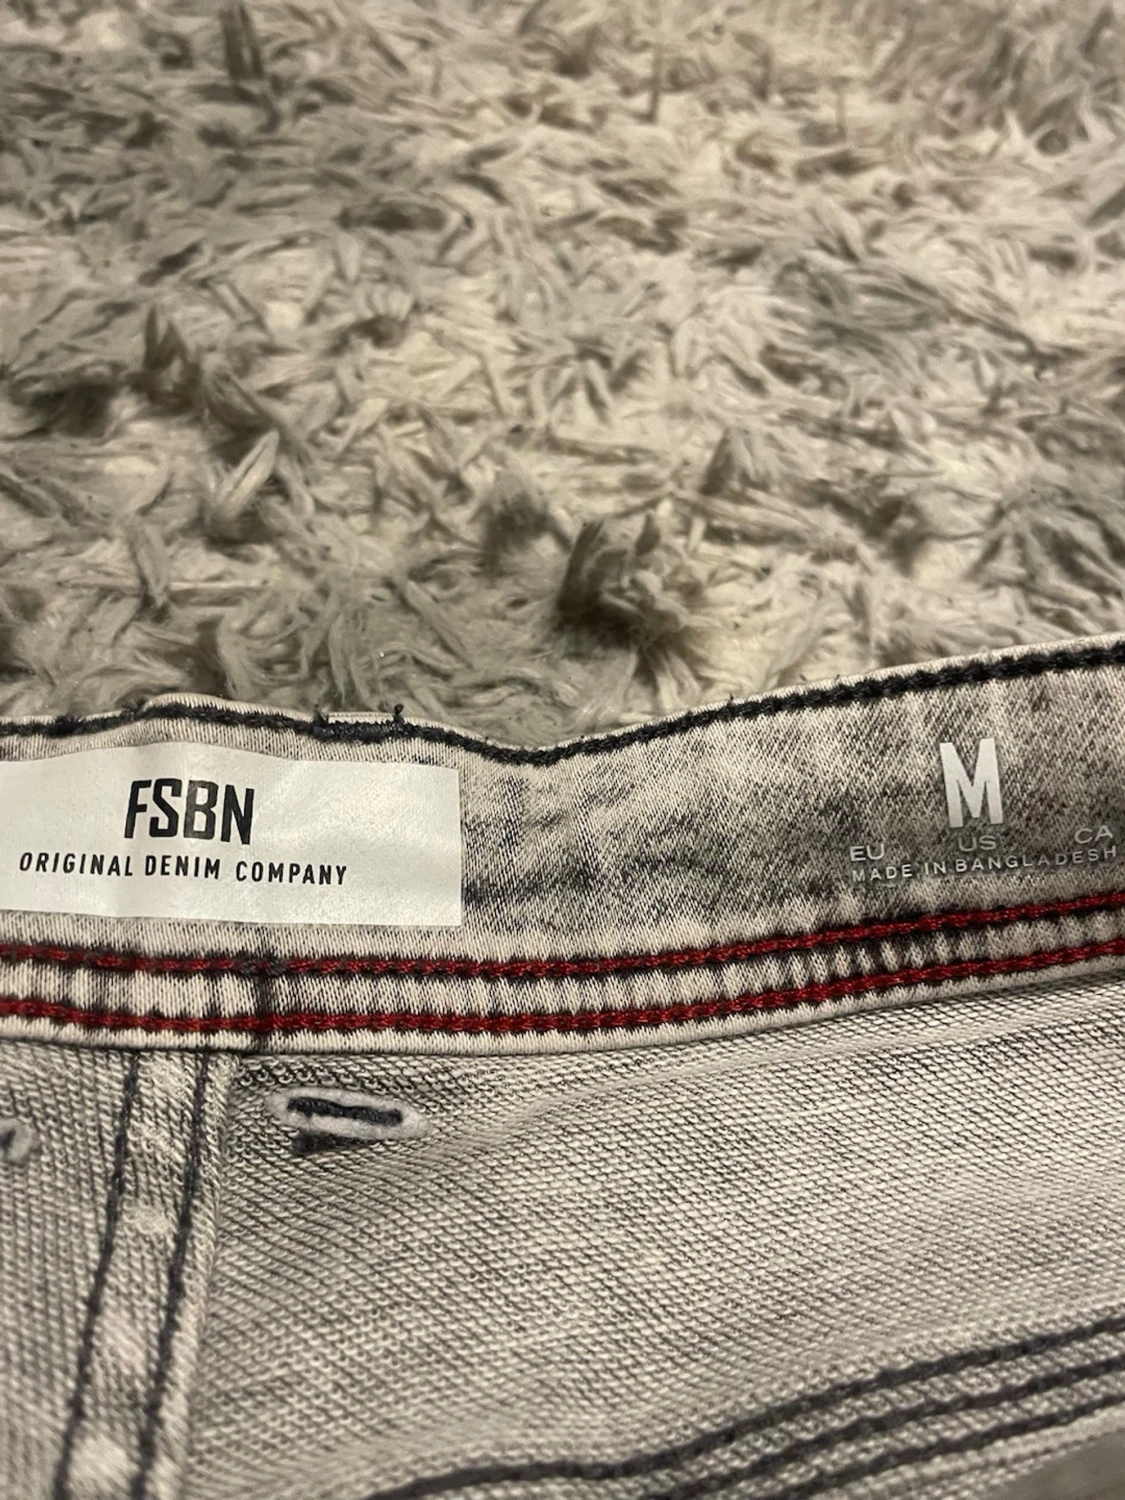 FSBN
ORIGINAL DENIM COMPANY
M
EU US CA
MADE IN BANGLADESH